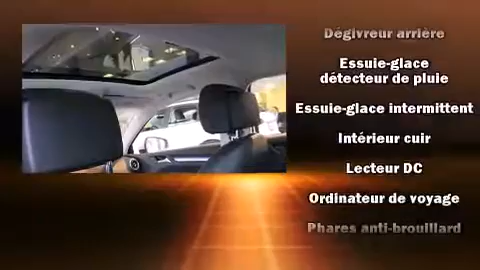 Dégivreur arrière
Essuie-glace
détecteur de pluie
Essuie-glace intermittent
Intérieur cuir
Lecteur DC
Ordinateur de voyage
Phares anti-brouillard